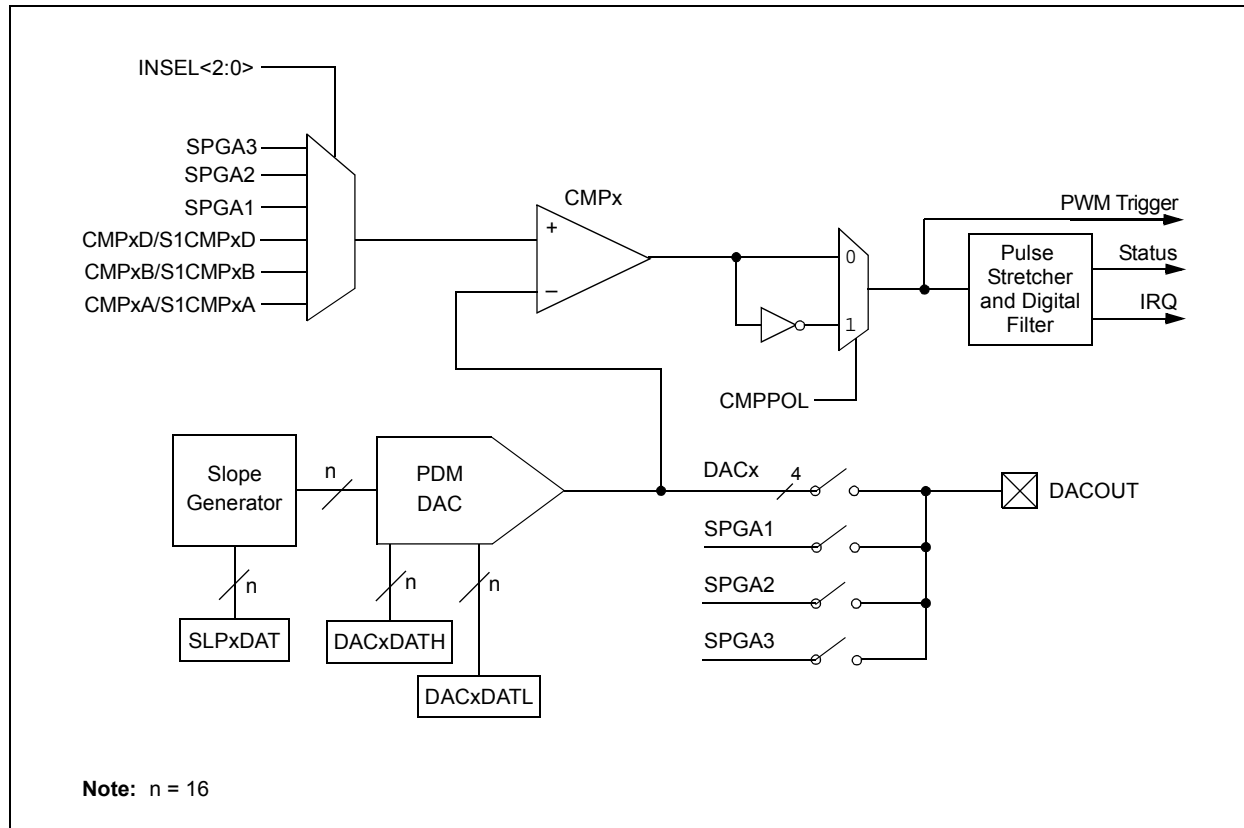 INSEL<2:0>
SPGA3
SPGA2
SPGA1
CMPxD/S1CMPxD
CMPxB/S1CMPxB
CMPxA/S1CMPxA
CMPx
+
–
0
1
CMPPOL
PWM Trigger
Pulse
Stretcher
and Digital
Filter
Status
IRQ
Slope
Generator
n
PDM
DAC
n
n
n
SLPxDAT
DACxDATH
DACxDATL
DACx
4
SPGA1
SPGA2
SPGA3
DACOUT
Note: n = 16